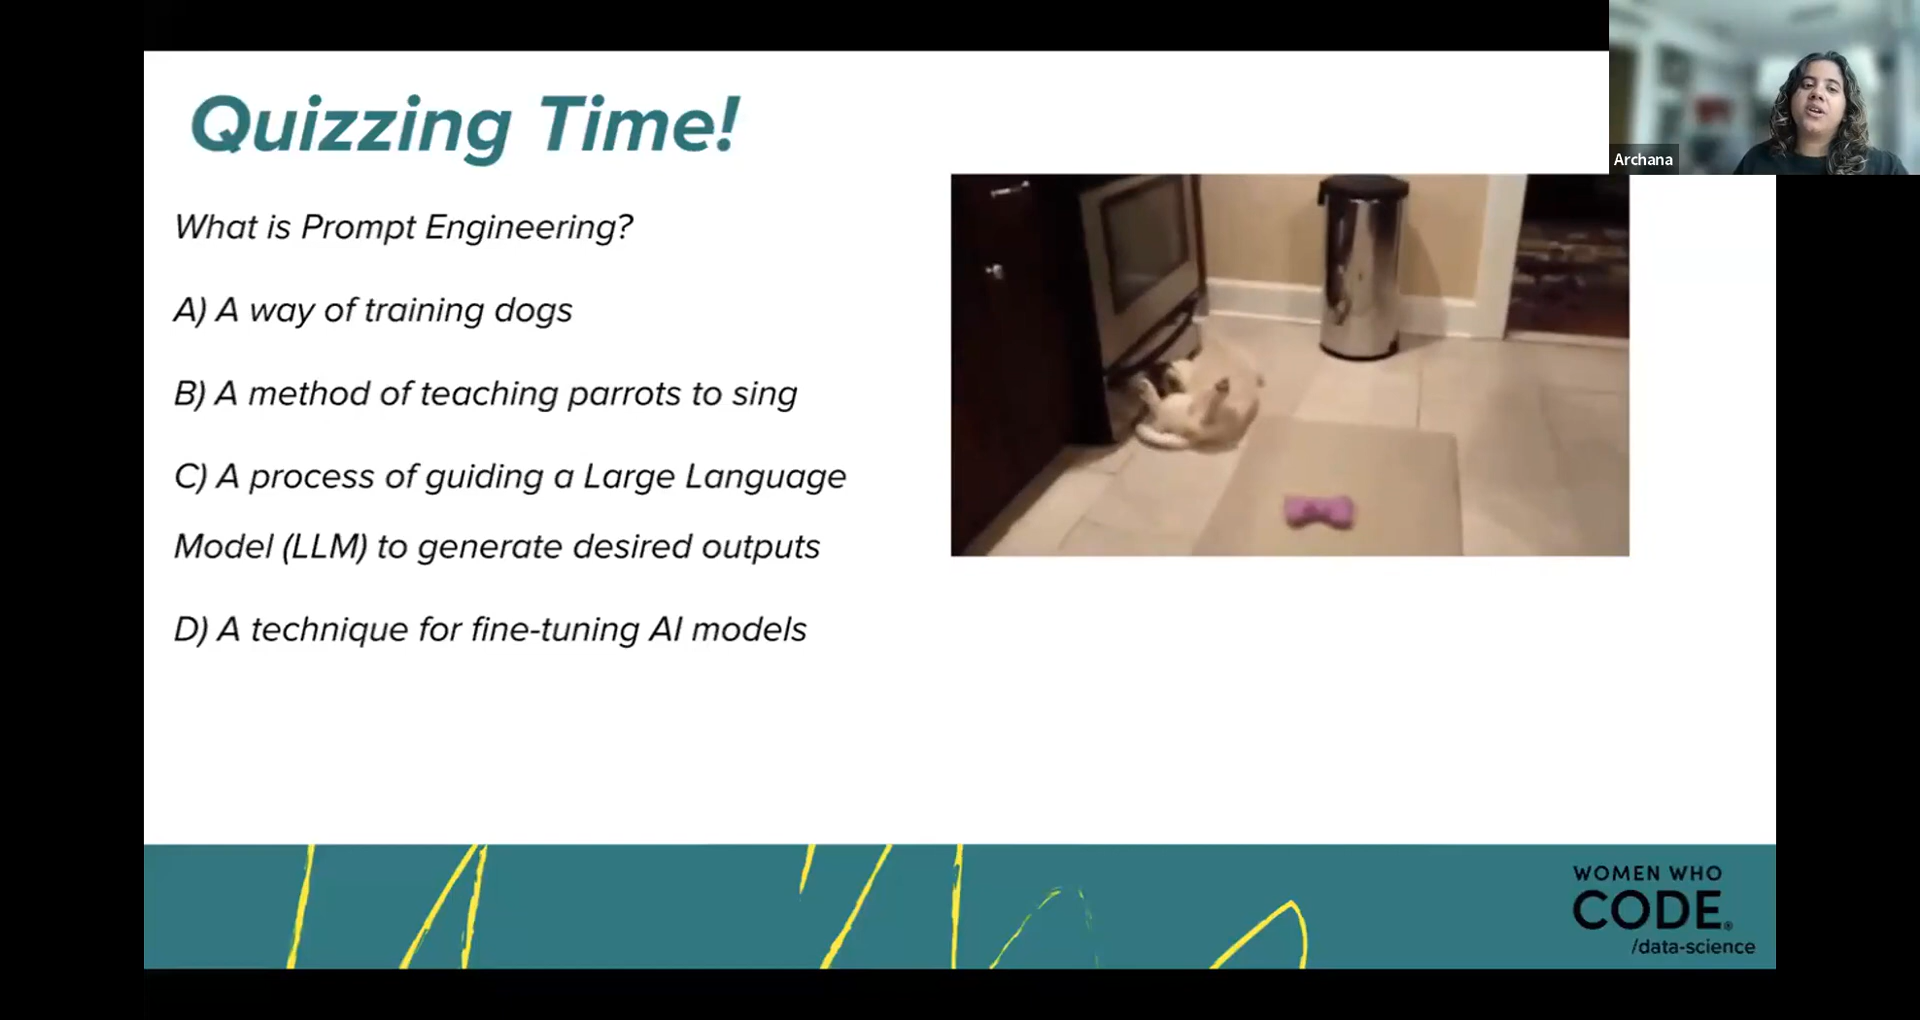 Quizzing Time!
Archana
What is Prompt Engineering?
A) A way of training dogs
B) A method of teaching parrots to sing
C) A process of guiding a Large Language
Model (LLM) to generate desired outputs
D) A technique for fine-tuning AI models
WOMEN WHO
CODE®
/data-science